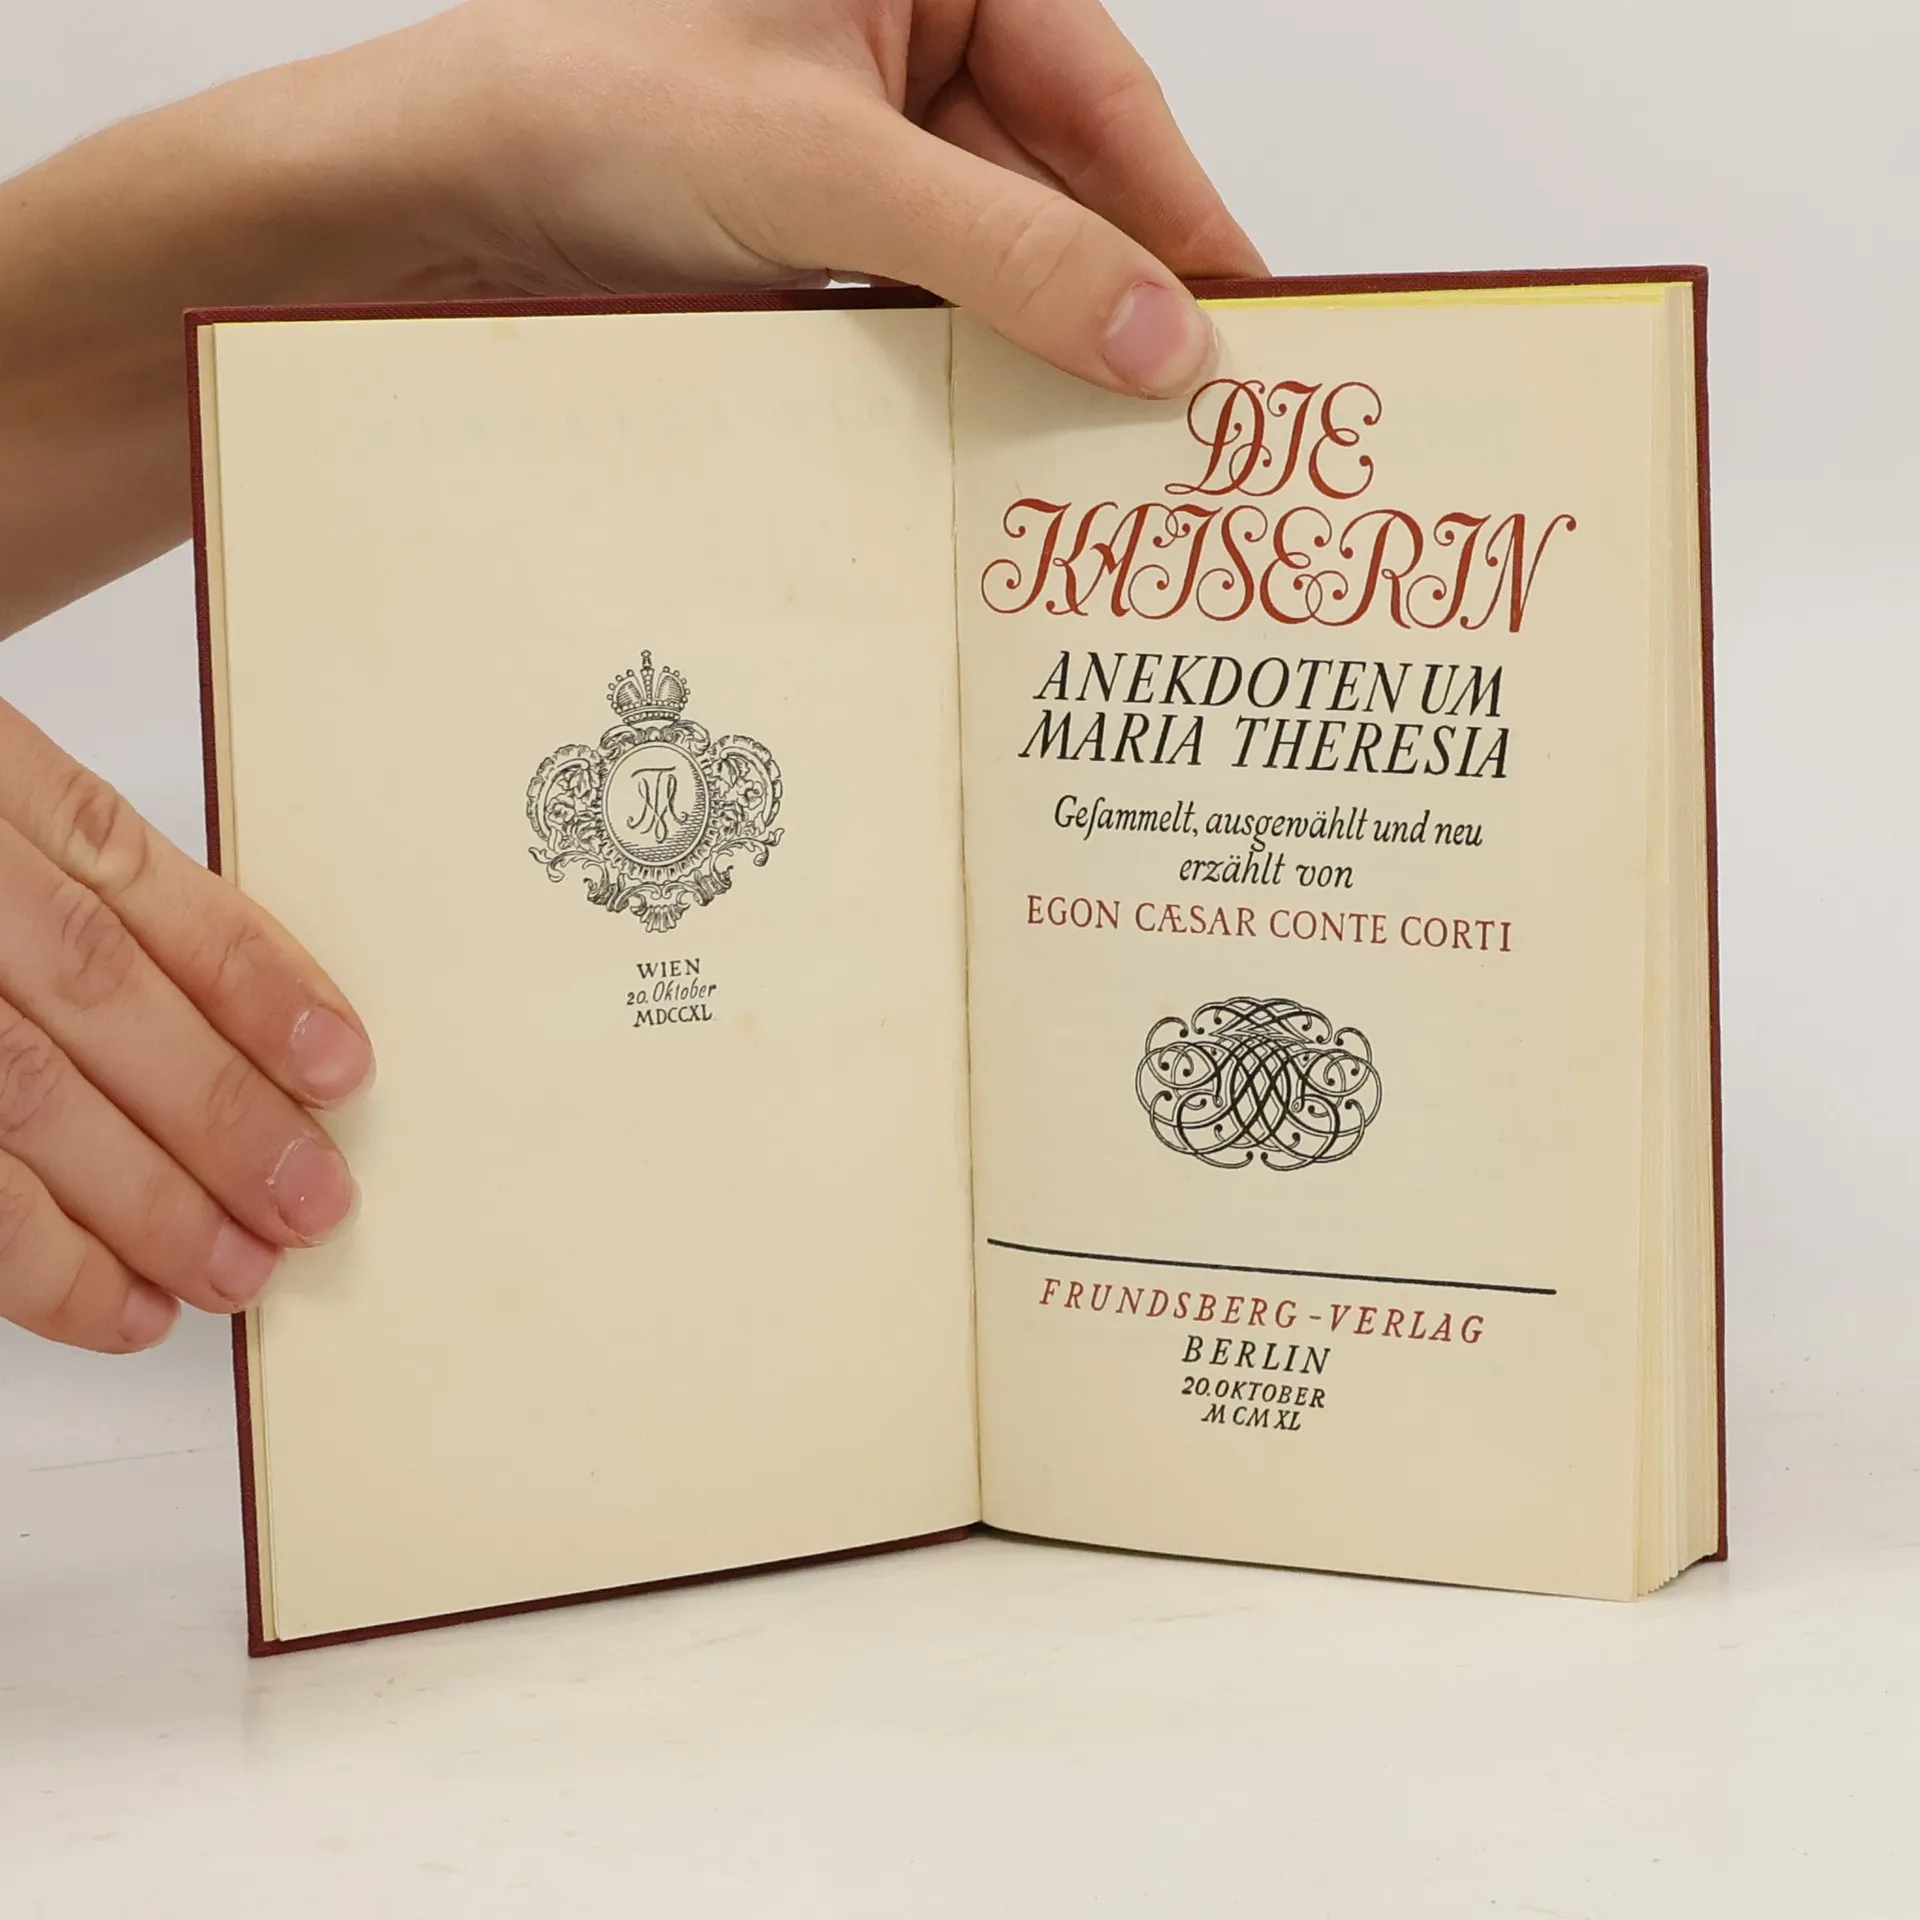 MT
WIEN
20. Oktober
MDCCXL
DIE
KAISERIN
ANEKDOTEN UM
MARIA THERESIA
Geſammelt, ausgewählt und neu
erzählt von
EGON CÆSAR CONTE CORTI
FRUNDSBERG-VERLAG
BERLIN
20. OKTOBER
MCMXL